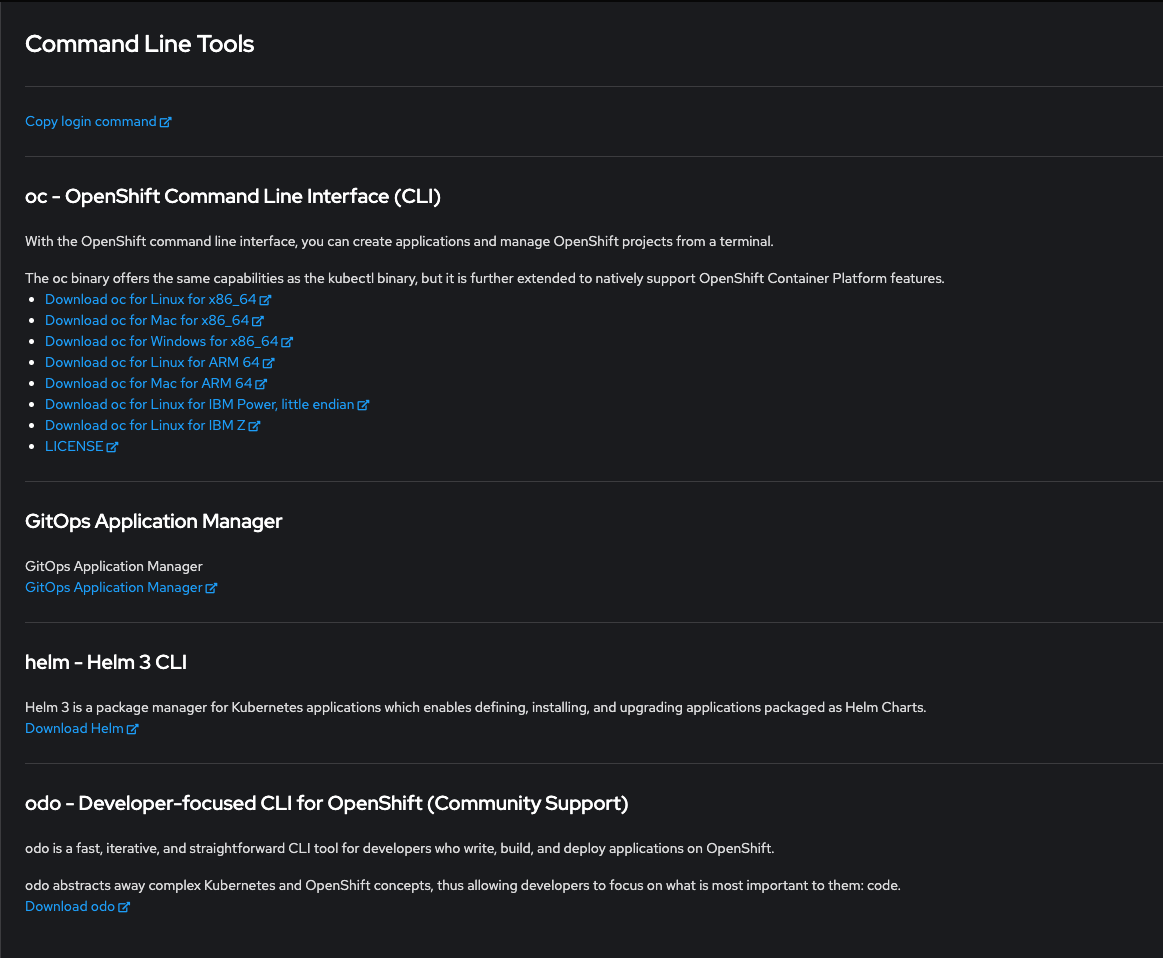 Command Line Tools
Copy login command
oc - OpenShift Command Line Interface (CLI)
With the OpenShift command line interface, you can create applications and manage OpenShift projects from a terminal.
The oc binary offers the same capabilities as the kubectl binary, but it is further extended to natively support OpenShift Container Platform features.
Download oc for Linux for x86_64
Download oc for Mac for x86_64
Download oc for Windows for x86_64
Download oc for Linux for ARM 64
Download oc for Mac for ARM 64
Download oc for Linux for IBM Power, little endian
Download oc for Linux for IBM Z
LICENSE
GitOps Application Manager
GitOps Application Manager
GitOps Application Manager
helm - Helm 3 CLI
Helm 3 is a package manager for Kubernetes applications which enables defining, installing, and upgrading applications packaged as Helm Charts.
Download Helm
odo - Developer-focused CLI for OpenShift (Community Support)
odo is a fast, iterative, and straightforward CLI tool for developers who write, build, and deploy applications on OpenShift.
odo abstracts away complex Kubernetes and OpenShift concepts, thus allowing developers to focus on what is most important to them: code.
Download odo